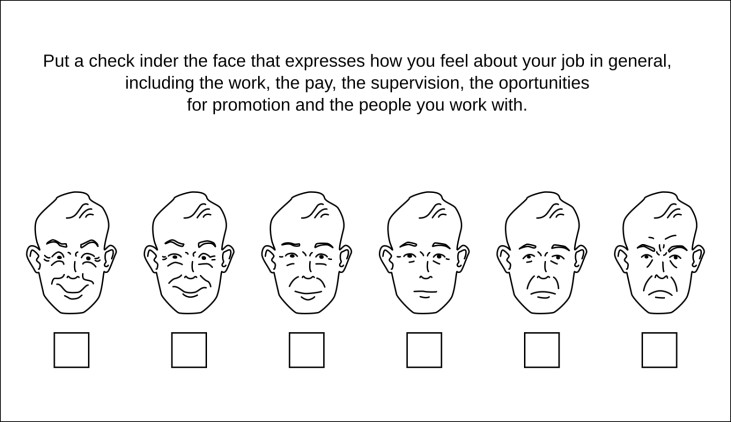 Put a check inder the face that expresses how you feel about your job in general,
including the work, the pay, the supervision, the oportunities
for promotion and the people you work with.